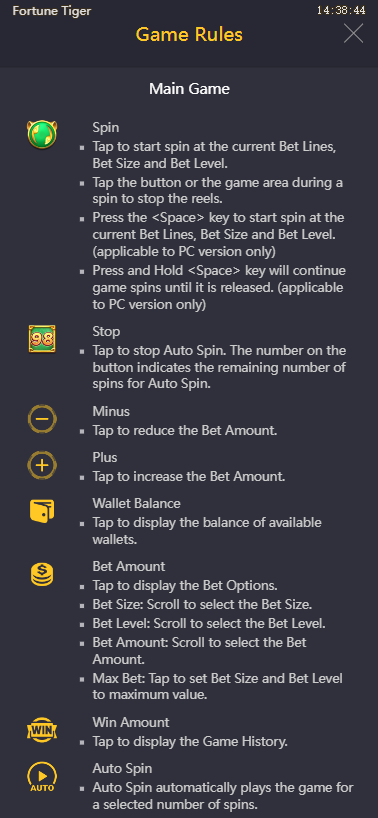 Fortune Tiger 14:38:44
Game Rules
Main Game
Spin
Tap to start spin at the current Bet Lines,
Bet Size and Bet Level.
Tap the button or the game area during a
spin to stop the reels.
Press the <Space> key to start spin at the
current Bet Lines, Bet Size and Bet Level.
(applicable to PC version only)
Press and Hold <Space> key will continue
game spins until it is released. (applicable
to PC version only)
98
Stop
Tap to stop Auto Spin. The number on the
button indicates the remaining number of
spins for Auto Spin.
Minus
Tap to reduce the Bet Amount.
Plus
Tap to increase the Bet Amount.
Wallet Balance
Tap to display the balance of available
wallets.
Bet Amount
Tap to display the Bet Options.
Bet Size: Scroll to select the Bet Size.
Bet Level: Scroll to select the Bet Level.
Bet Amount: Scroll to select the Bet
Amount.
Max Bet: Tap to set Bet Size and Bet Level
to maximum value.
WIN
Win Amount
Tap to display the Game History.
AUTO
Auto Spin
Auto Spin automatically plays the game for
a selected number of spins.